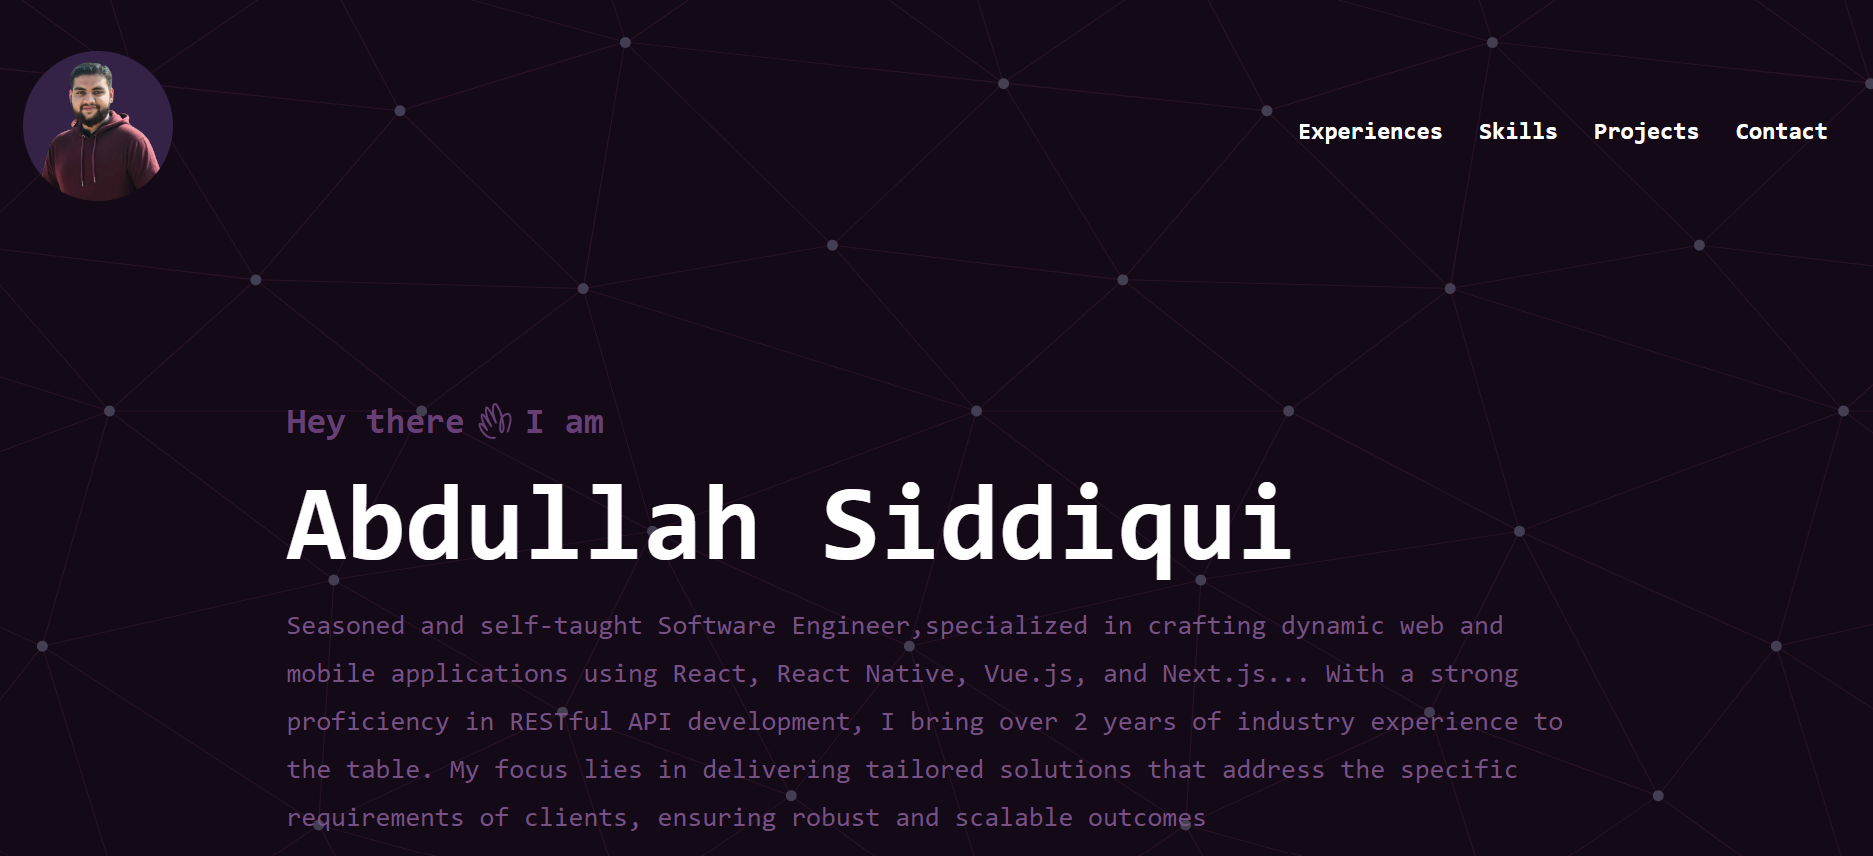 Experiences Skills Projects Contact
Hey there I am
Abdullah Siddiqui
Seasoned and self-taught Software Engineer,specialized in crafting dynamic web and
mobile applications using React, React Native, Vue.js, and Next.js... With a strong
proficiency in RESTful API development, I bring over 2 years of industry experience to
the table. My focus lies in delivering tailored solutions that address the specific
requirements of clients, ensuring robust and scalable outcomes